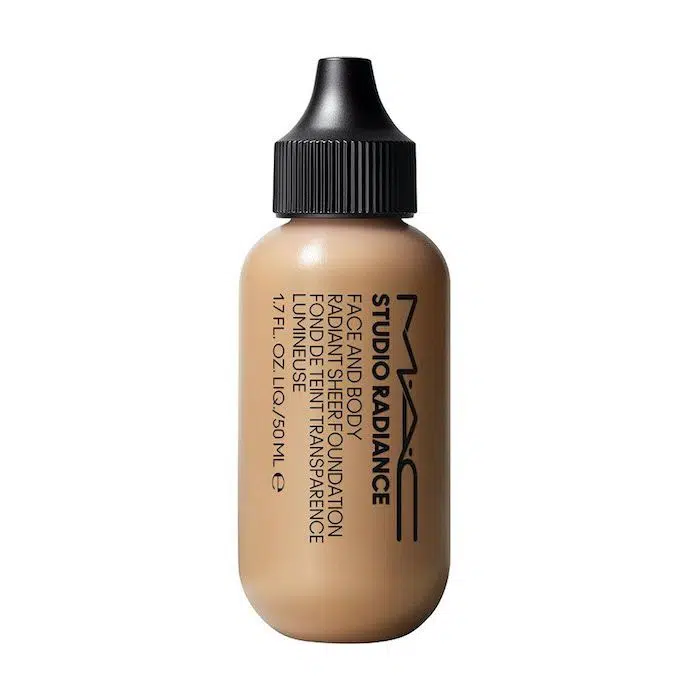 M·A·C
STUDIO RADIANCE
FACE AND BODY
RADIANT SHEER FOUNDATION
FOND DE TEINT TRANSPARENCE
LUMINEUSE
1.7 FL. OZ. LIQ./50 ML ℮